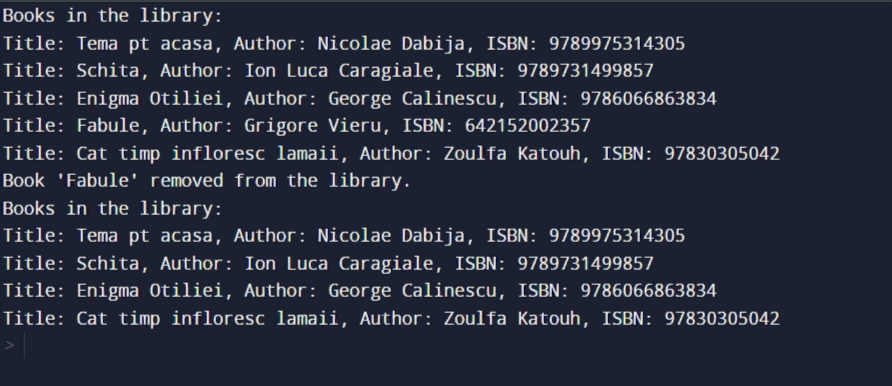 Books in the library:
Title: Tema pt acasa, Author: Nicolae Dabija, ISBN: 9789975314305
Title: Schita, Author: Ion Luca Caragiale, ISBN: 9789731499857
Title: Enigma Otiliei, Author: George Calinescu, ISBN: 9786066863834
Title: Fabule, Author: Grigore Vieru, ISBN: 642152002357
Title: Cat timp infloresc lamaii, Author: Zoulfa Katouh, ISBN: 97830305042
Book 'Fabule' removed from the library.
Books in the library:
Title: Tema pt acasa, Author: Nicolae Dabija, ISBN: 9789975314305
Title: Schita, Author: Ion Luca Caragiale, ISBN: 9789731499857
Title: Enigma Otiliei, Author: George Calinescu, ISBN: 9786066863834
Title: Cat timp infloresc lamaii, Author: Zoulfa Katouh, ISBN: 97830305042
>